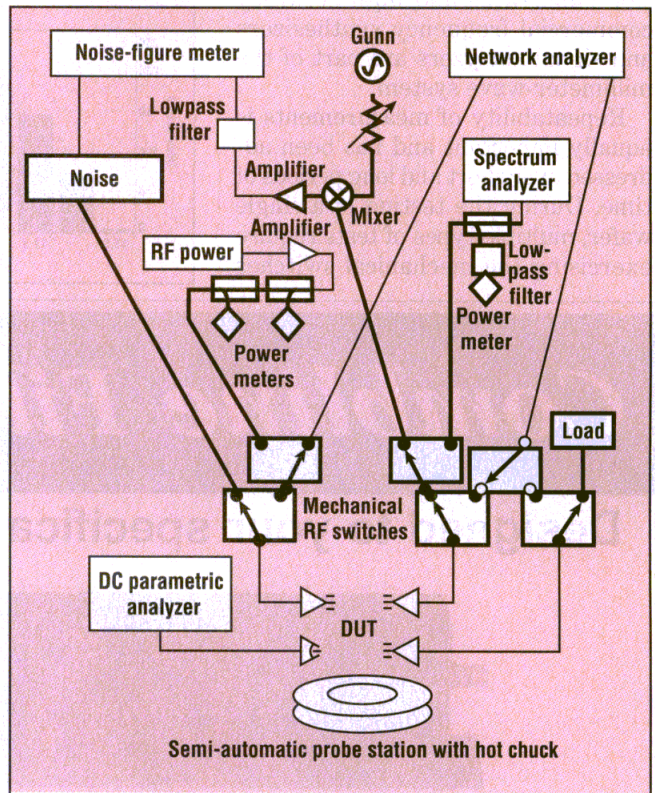 Noise-figure meter
Gunn
Network analyzer
Lowpass
filter
Noise
Amplifier
Mixer
Spectrum
analyzer
Amplifier
RF power
Low-
pass
filter
Power
meter
Power
meters
Load
Mechanical
RF switches
DC parametric
analyzer
DUT
Semi-automatic probe station with hot chuck